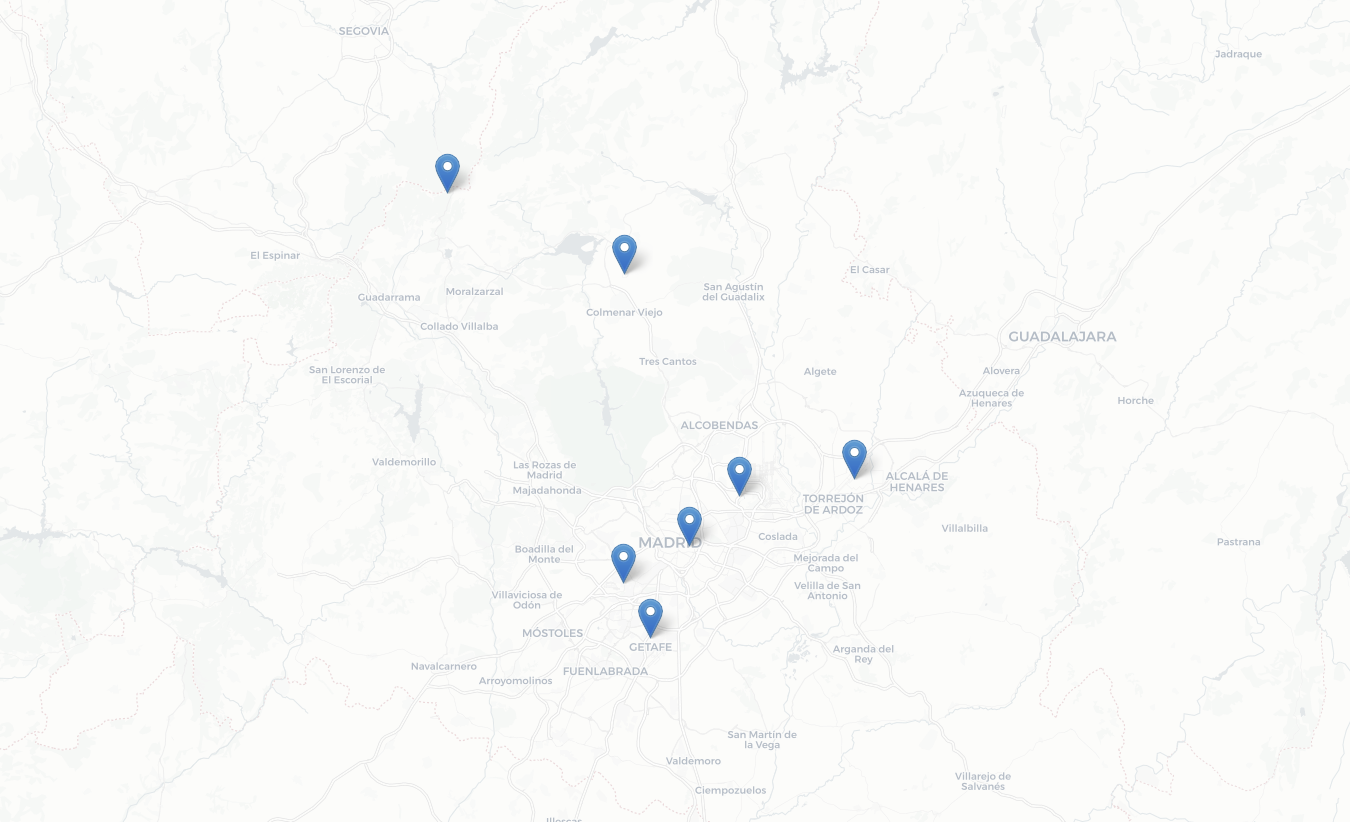 SEGOVIA
Jadraque
El Espinar
El Casar
Guadarrama
Moralzarzal
San Agustín
del Guadalix
Colmenar Viejo
Collado Villalba
GUADALAJARA
Tres Cantos
San Lorenzo de
El Escorial
Algete
Alovera
Azuqueca de
Henares
Horche
ALCOBENDAS
Valdemorillo
Las Rozas de
Madrid
Majadahonda
ALCALÁ DE
HENARES
TORREJÓN
DE ARDOZ
Villalbilla
MADRID
Coslada
Pastrana
Boadilla del
Monte
Mejorada del
Campo
Velilla de San
Antonio
Villaviciosa de
Odón
MÓSTOLES
GETAFE
Arganda del
Rey
Navalcarnero
FUENLABRADA
Arroyomolinos
San Martín de
la Vega
Valdemoro
Villarejo de
Salvanés
Ciempozuelos
Illescas